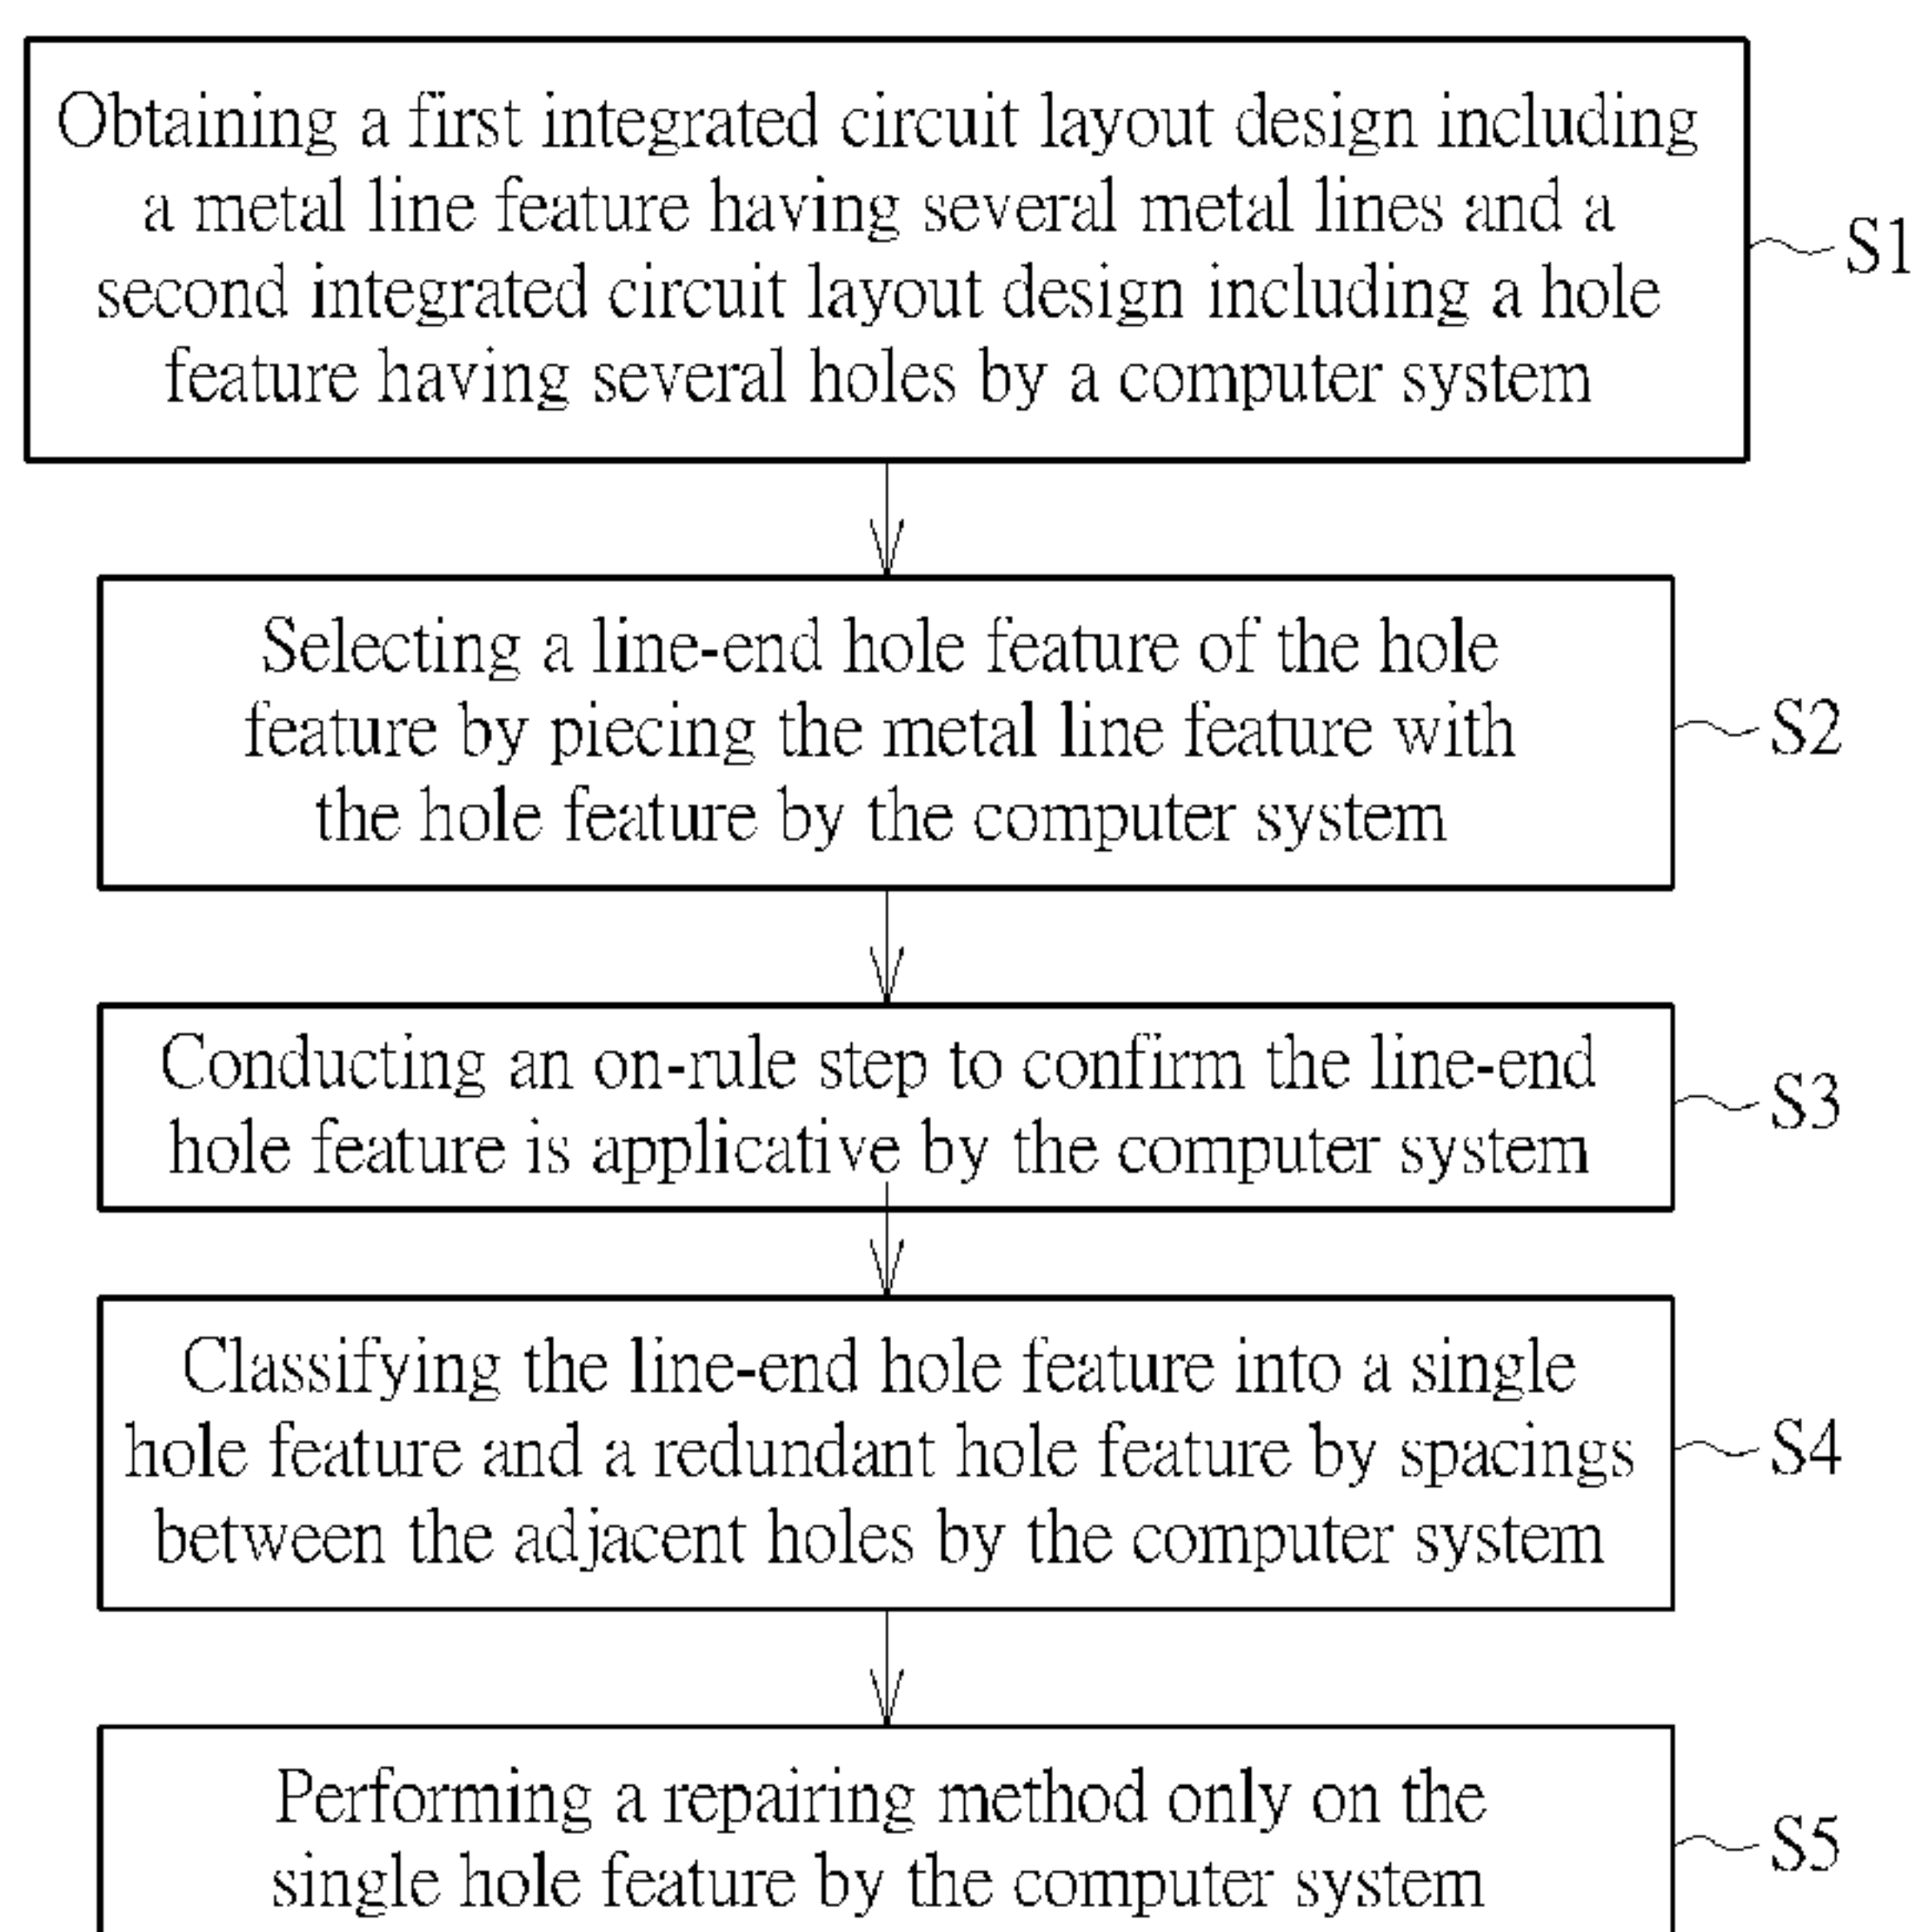 Obtaining a first integrated circuit layout design including
a metal line feature having several metal lines and a
second integrated circuit layout design including a hole
feature having several holes by a computer system
S1
Selecting a line-end hole feature of the hole
feature by piecing the metal line feature with
the hole feature by the computer system
S2
Conducting an on-rule step to confirm the line-end
hole feature is applicative by the computer system
S3
Classifying the line-end hole feature into a single
hole feature and a redundant hole feature by spacings
between the adjacent holes by the computer system
S4
Performing a repairing method only on the
single hole feature by the computer system
S5